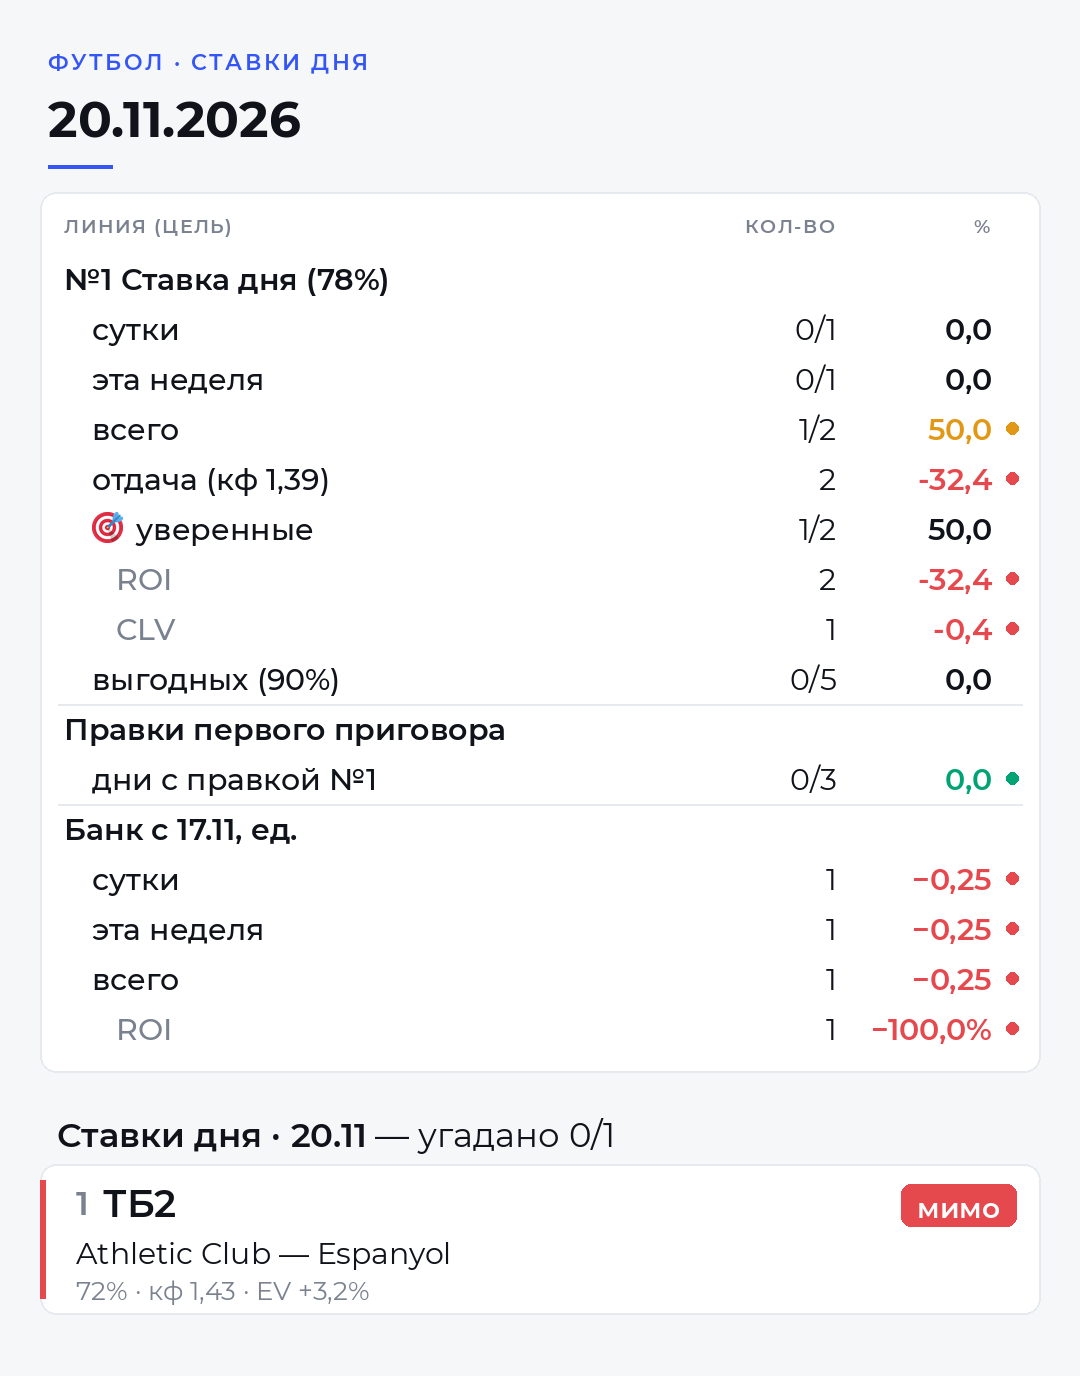 ФУТБОЛ · СТАВКИ ДНЯ
20.11.2026
ЛИНИЯ (ЦЕЛЬ) КОЛ-ВО %
№1 Ставка дня (78%)
сутки 0/1 0,0
эта неделя 0/1 0,0
всего 1/2 50,0
отдача (кф 1,39) 2 -32,4
уверенные 1/2 50,0
ROI 2 -32,4
CLV 1 -0,4
выгодных (90%) 0/5 0,0
Правки первого приговора
дни с правкой №1 0/3 0,0
Банк с 17.11, ед.
сутки 1 −0,25
эта неделя 1 −0,25
всего 1 −0,25
ROI 1 −100,0%
Ставки дня · 20.11 — угадано 0/1
1 ТБ2 мимо
Athletic Club — Espanyol
72% · кф 1,43 · EV +3,2%